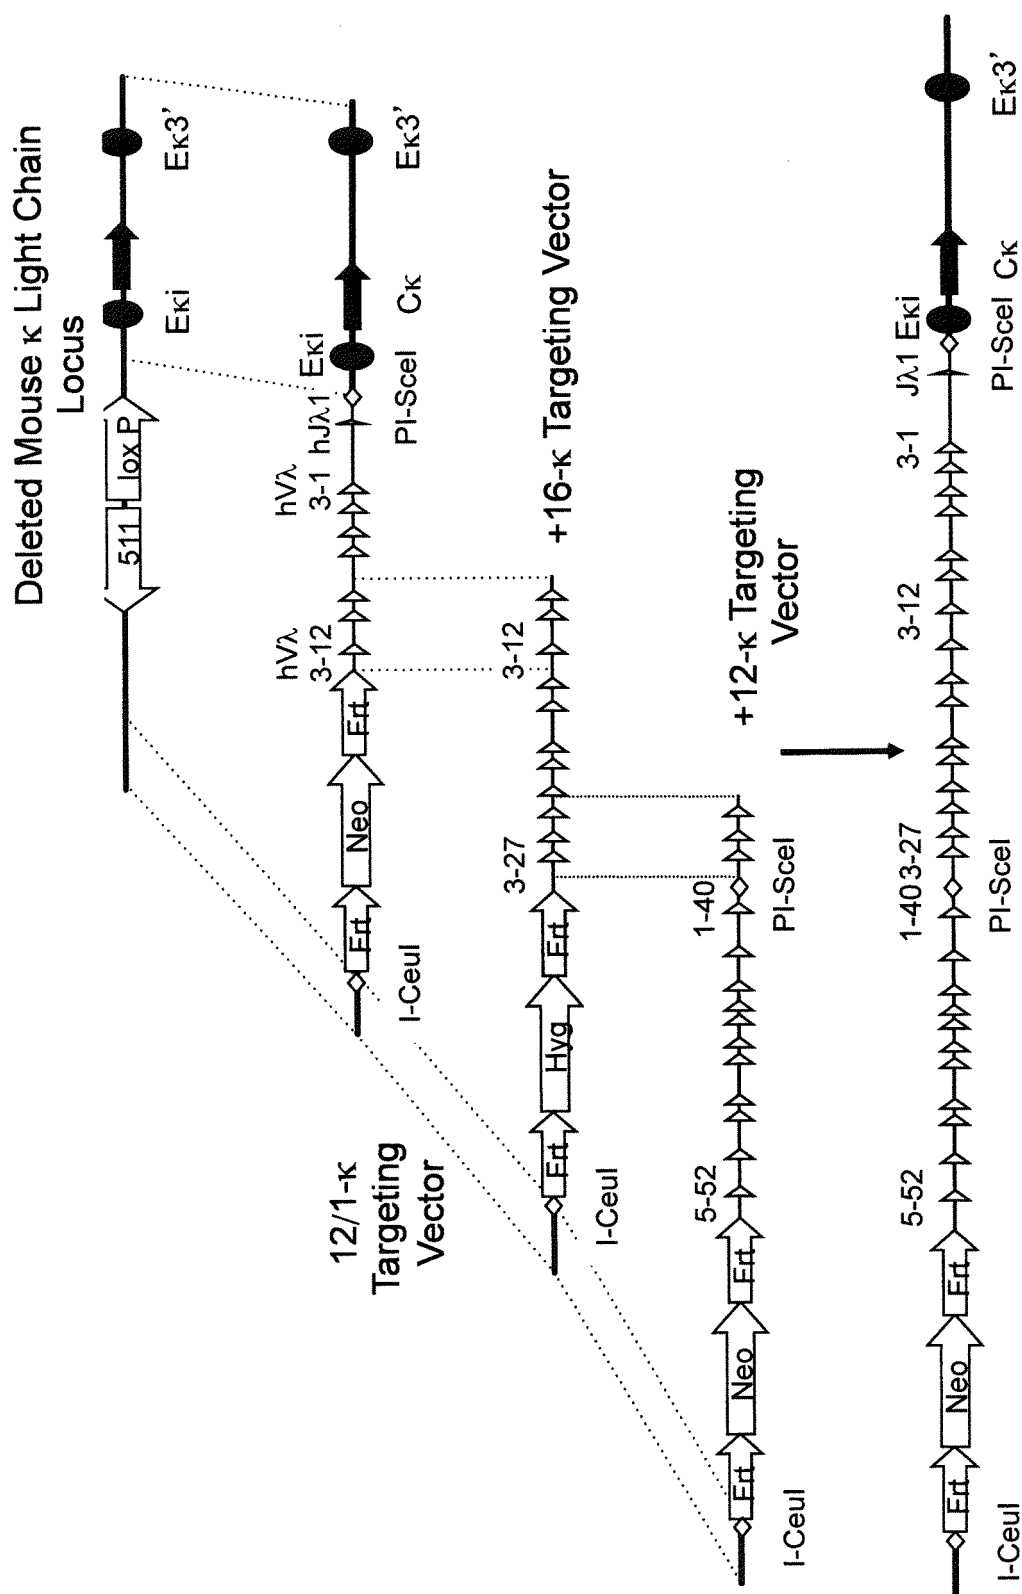 Deleted Mouse κ Light Chain
Locus
511
lox P
Eκi
Eκ3'
12/1-κ
Targeting
Vector
Frt
Neo
Frt
hVλ
3-12
hVλ
3-1
hJλ1
Eκi
I-CeuI
PI-SceI
Cκ
Eκ3'
+16-κ Targeting Vector
Frt
Hyg
Frt
3-27
3-12
I-CeuI
+12-κ Targeting
Vector
Frt
Neo
Frt
5-52
1-40
I-CeuI
PI-SceI
Frt
Neo
Frt
5-52
1-40
3-27
3-12
3-1
Jλ1
Eκi
I-CeuI
PI-SceI
PI-SceI
Cκ
Eκ3'